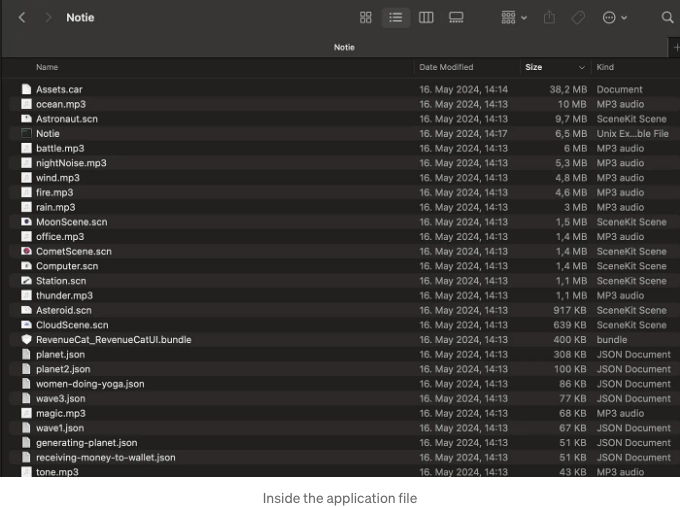 Notie
Notie
Name Date Modified Size Kind
Assets.car 16. May 2024, 14:14 38,2 MB Document
ocean.mp3 16. May 2024, 14:13 10 MB MP3 audio
Astronaut.scn 16. May 2024, 14:13 9,7 MB SceneKit Scene
Notie 16. May 2024, 14:17 6,5 MB Unix Ex...ble File
battle.mp3 16. May 2024, 14:13 6 MB MP3 audio
nightNoise.mp3 16. May 2024, 14:13 5,3 MB MP3 audio
wind.mp3 16. May 2024, 14:13 4,8 MB MP3 audio
fire.mp3 16. May 2024, 14:13 4,6 MB MP3 audio
rain.mp3 16. May 2024, 14:13 3 MB MP3 audio
MoonScene.scn 16. May 2024, 14:13 1,5 MB SceneKit Scene
office.mp3 16. May 2024, 14:13 1,4 MB MP3 audio
CometScene.scn 16. May 2024, 14:13 1,4 MB SceneKit Scene
Computer.scn 16. May 2024, 14:13 1,4 MB SceneKit Scene
Station.scn 16. May 2024, 14:13 1,1 MB SceneKit Scene
thunder.mp3 16. May 2024, 14:13 1,1 MB MP3 audio
Asteroid.scn 16. May 2024, 14:13 917 KB SceneKit Scene
CloudScene.scn 16. May 2024, 14:13 639 KB SceneKit Scene
RevenueCat_RevenueCatUI.bundle 16. May 2024, 14:13 400 KB bundle
planet.json 16. May 2024, 14:13 308 KB JSON Document
planet2.json 16. May 2024, 14:13 100 KB JSON Document
women-doing-yoga.json 16. May 2024, 14:13 86 KB JSON Document
wave3.json 16. May 2024, 14:13 77 KB JSON Document
magic.mp3 16. May 2024, 14:13 68 KB MP3 audio
wave1.json 16. May 2024, 14:13 67 KB JSON Document
generating-planet.json 16. May 2024, 14:13 51 KB JSON Document
receiving-money-to-wallet.json 16. May 2024, 14:13 51 KB JSON Document
tone.mp3 16. May 2024, 14:13 43 KB MP3 audio
Inside the application file